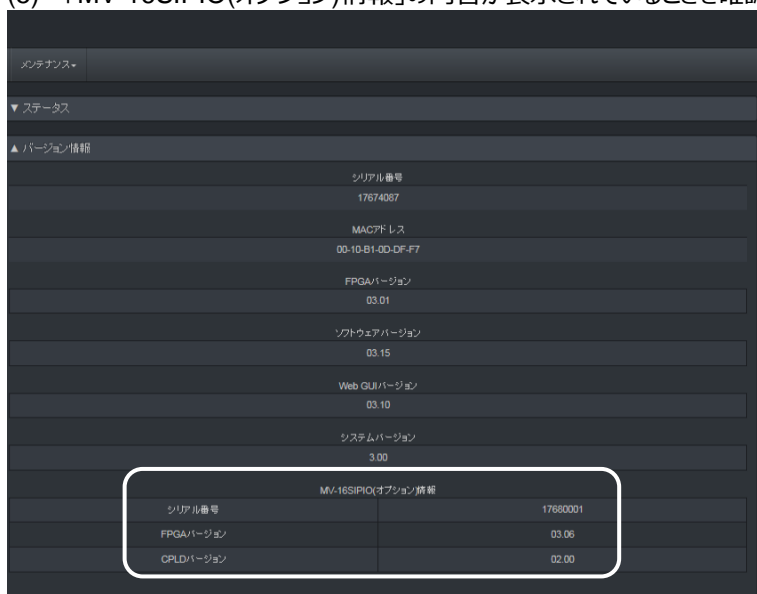 (3) 「MV-16SIPIO(オプション)情報」の内容が表示されていることを確認
メンテナンス▾
▼ ステータス
▲ バージョン情報
シリアル番号
17674087
MACアドレス
00-10-B1-0D-DF-F7
FPGAバージョン
03.01
ソフトウェアバージョン
03.15
Web GUIバージョン
03.10
システムバージョン
3.00
MV-16SIPIO(オプション)情報
シリアル番号 17680001
FPGAバージョン 03.06
CPLDバージョン 02.00